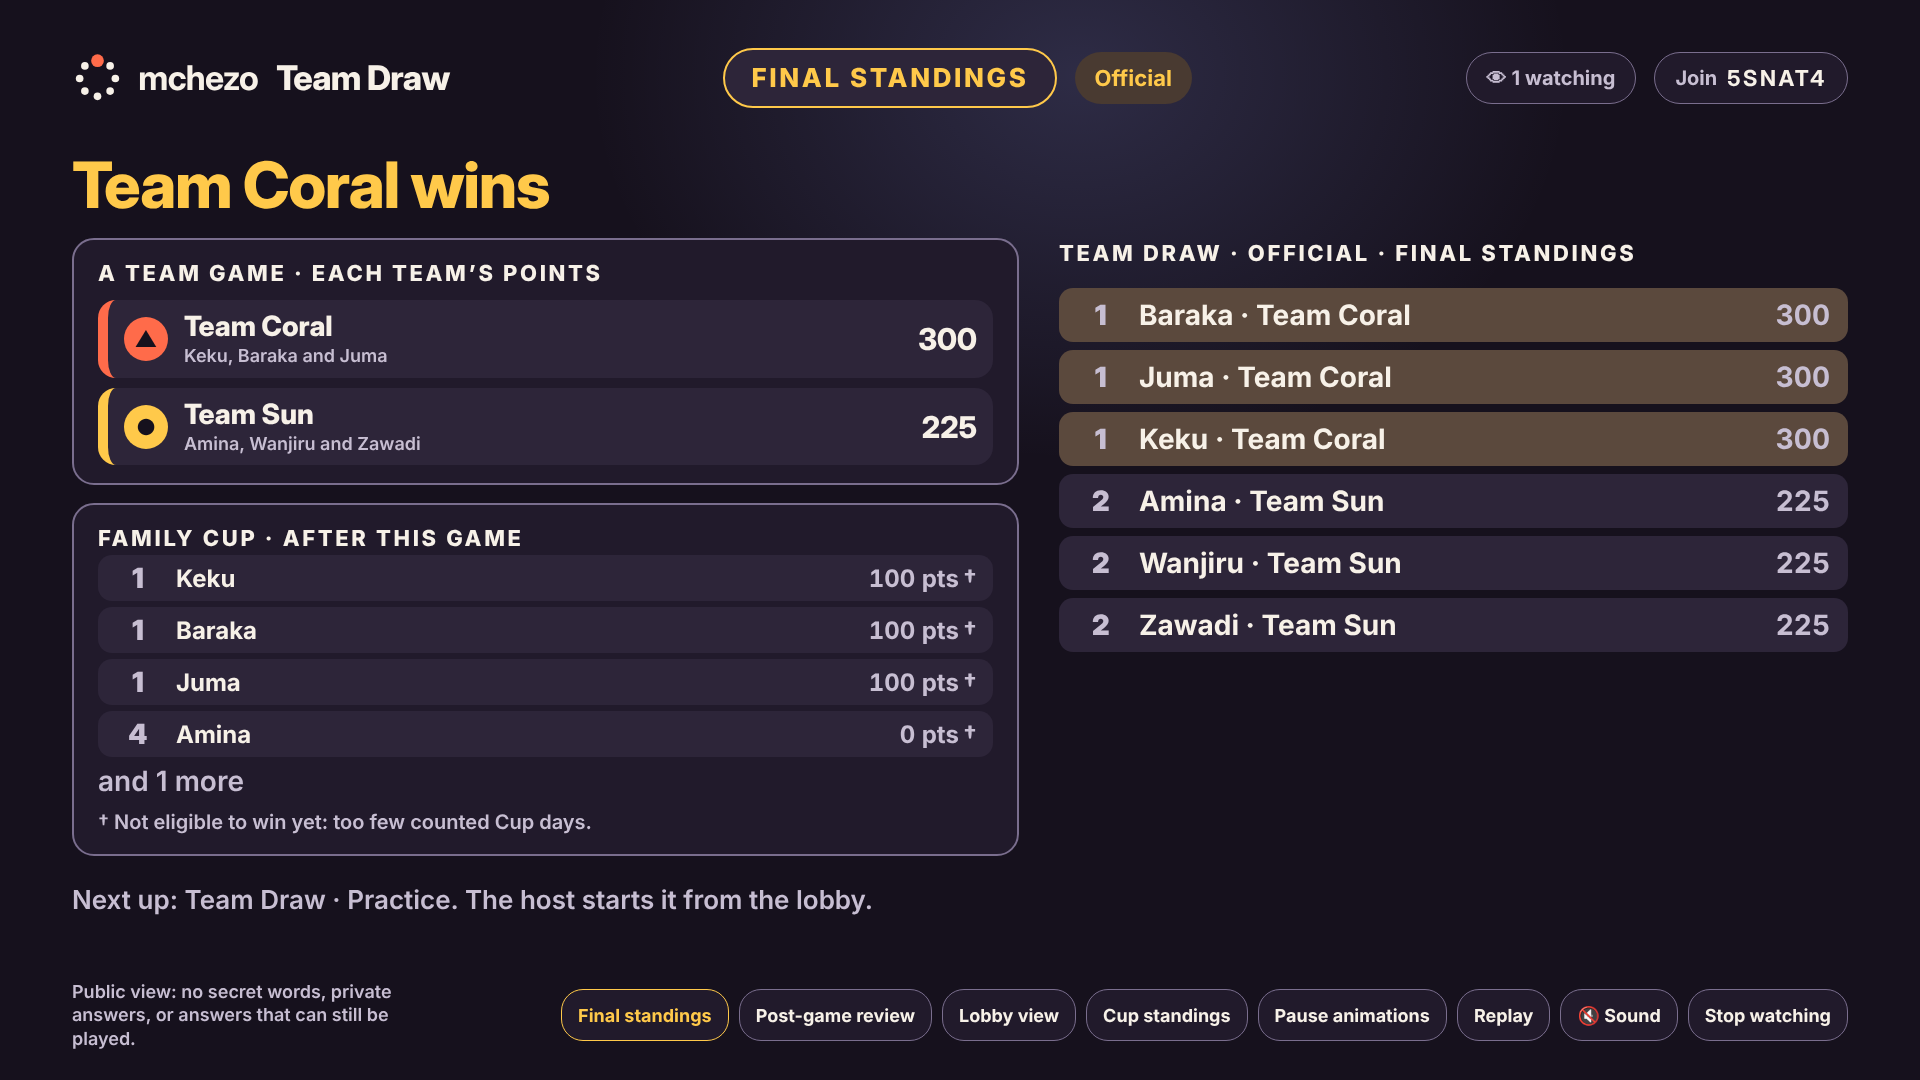 mchezo Team Draw
FINAL STANDINGS
Official
1 watching
Join 5SNAT4
Team Coral wins
A TEAM GAME · EACH TEAM’S POINTS
Team Coral
Keku, Baraka and Juma
300
Team Sun
Amina, Wanjiru and Zawadi
225
FAMILY CUP · AFTER THIS GAME
1 Keku 100 pts †
1 Baraka 100 pts †
1 Juma 100 pts †
4 Amina 0 pts †
and 1 more
† Not eligible to win yet: too few counted Cup days.
TEAM DRAW · OFFICIAL · FINAL STANDINGS
1 Baraka · Team Coral 300
1 Juma · Team Coral 300
1 Keku · Team Coral 300
2 Amina · Team Sun 225
2 Wanjiru · Team Sun 225
2 Zawadi · Team Sun 225
Next up: Team Draw · Practice. The host starts it from the lobby.
Public view: no secret words, private
answers, or answers that can still be
played.
Final standings
Post-game review
Lobby view
Cup standings
Pause animations
Replay
Sound
Stop watching